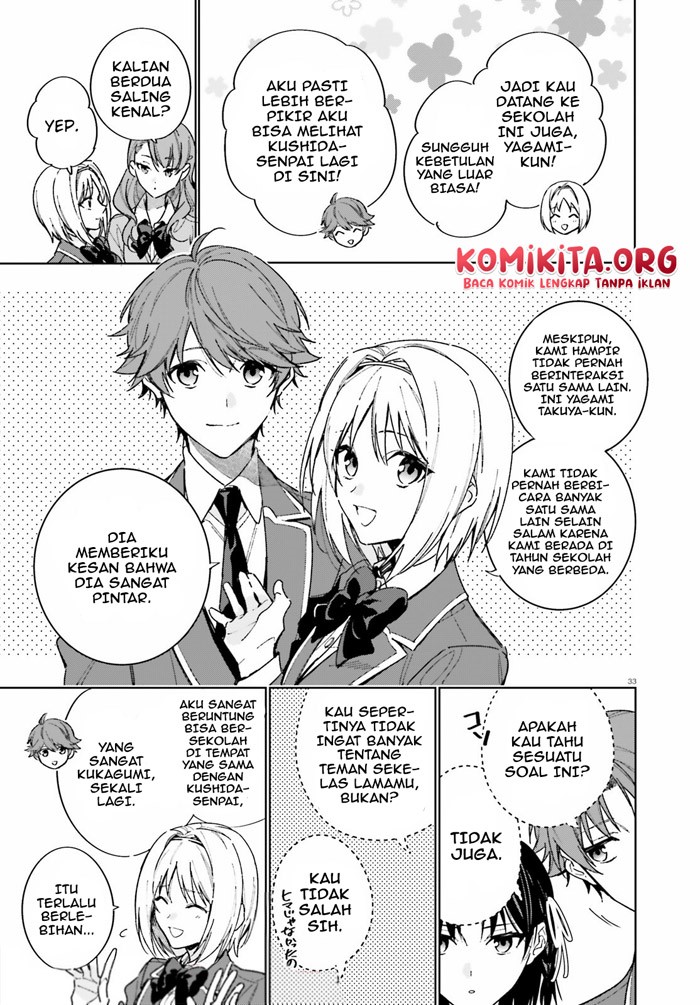 JADI KAU
DATANG KE
SEKOLAH
INI JUGA,
YAGAMI-
KUN!
SUNGGUH
KEBETULAN
YANG LUAR
BIASA!
AKU PASTI
LEBIH BER-
PIKIR AKU
BISA MELIHAT
KUSHIDA-
SENPAI LAGI
DI SINI!
KALIAN
BERDUA
SALING
KENAL?
YEP.
KOMIKITA.ORG
BACA KOMIK LENGKAP TANPA IKLAN
MESKIPUN,
KAMI HAMPIR
TIDAK PERNAH
BERINTERAKSI
SATU SAMA LAIN.
INI YAGAMI
TAKUYA-KUN.
KAMI TIDAK
PERNAH BERBI-
CARA BANYAK
SATU SAMA
LAIN SELAIN
SALAM KARENA
KAMI BERADA DI
TAHUN SEKOLAH
YANG BERBEDA.
DIA
MEMBERIKU
KESAN BAHWA
DIA SANGAT
PINTAR.
33
APAKAH
KAU TAHU
SESUATU
SOAL INI?
コソ
TIDAK
JUGA.
KAU SEPER-
TINYA TIDAK
INGAT BANYAK
TENTANG
TEMAN SEKE-
LAS LAMAMU,
BUKAN?
KAU
TIDAK
SALAH
SIH.
AKU SANGAT
BERUNTUNG
BISA BER-
SEKOLAH
DI TEMPAT
YANG SAMA
DENGAN
KUSHIDA-
SENPAI,
YANG
SANGAT
KUKAGUMI,
SEKALI
LAGI.
ITU
TERLALU
BERLE-
BIHAN...